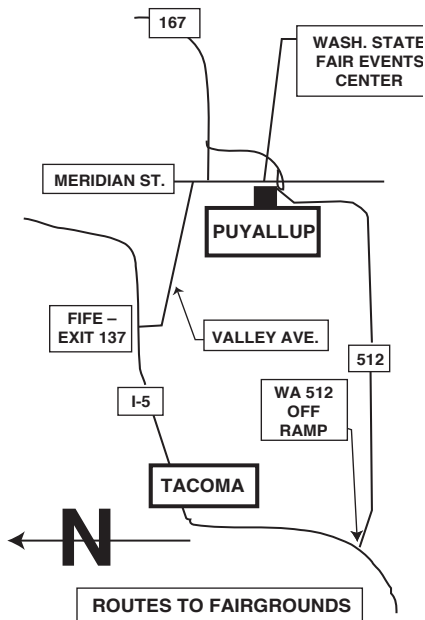 167
WASH. STATE
FAIR EVENTS
CENTER
MERIDIAN ST.
PUYALLUP
FIFE –
EXIT 137
VALLEY AVE.
512
I-5
WA 512
OFF
RAMP
TACOMA
N
ROUTES TO FAIRGROUNDS